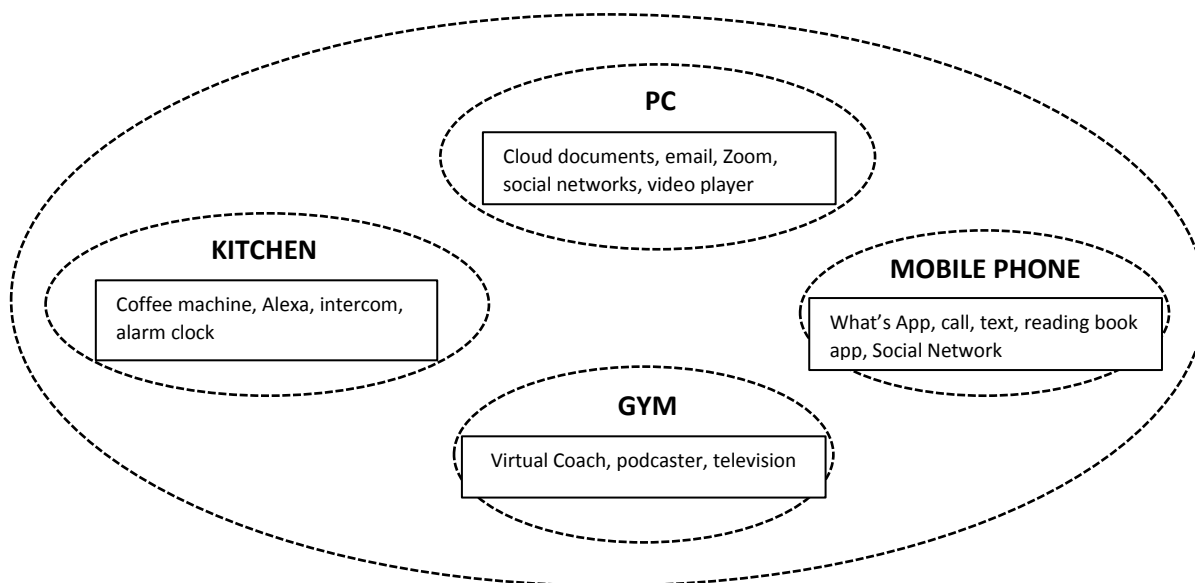 PC
Cloud documents, email, Zoom,
social networks, video player
KITCHEN
Coffee machine, Alexa, intercom,
alarm clock
MOBILE PHONE
What’s App, call, text, reading book
app, Social Network
GYM
Virtual Coach, podcaster, television